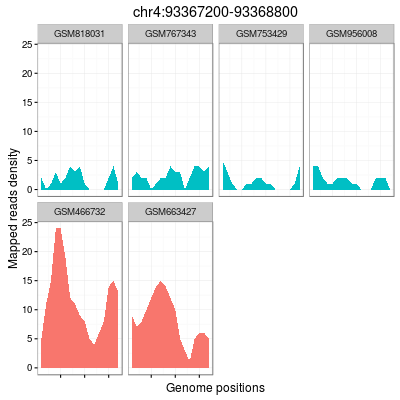 chr4:93367200-93368800
GSM818031 GSM767343 GSM753429 GSM956008
25
20
15
10
5
0
Mapped reads density
GSM466732 GSM663427
25
20
15
10
5
0
Genome positions